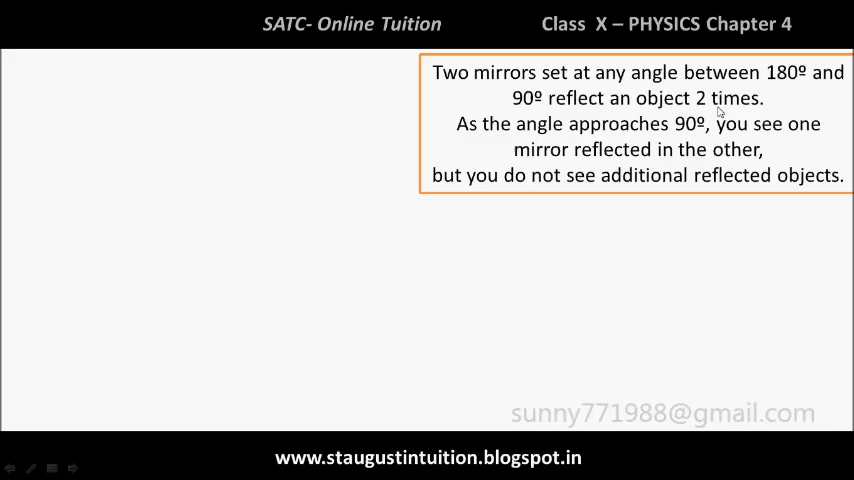 SATC- Online Tuition
Class X – PHYSICS Chapter 4
Two mirrors set at any angle between 180º and
90º reflect an object 2 times.
As the angle approaches 90º, you see one
mirror reflected in the other,
but you do not see additional reflected objects.
sunny771988@gmail.com
www.staugustintuition.blogspot.in